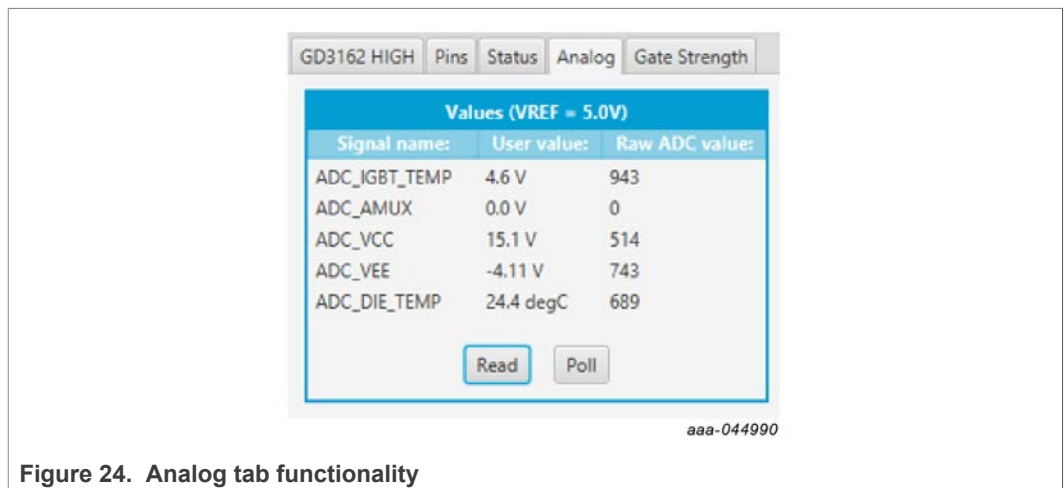 GD3162 HIGH Pins Status Analog Gate Strength
Values (VREF = 5.0V)
Signal name: User value: Raw ADC value:
ADC_IGBT_TEMP 4.6 V 943
ADC_AMUX 0.0 V 0
ADC_VCC 15.1 V 514
ADC_VEE -4.11 V 743
ADC_DIE_TEMP 24.4 degC 689
Read Poll
aaa-044990
Figure 24. Analog tab functionality